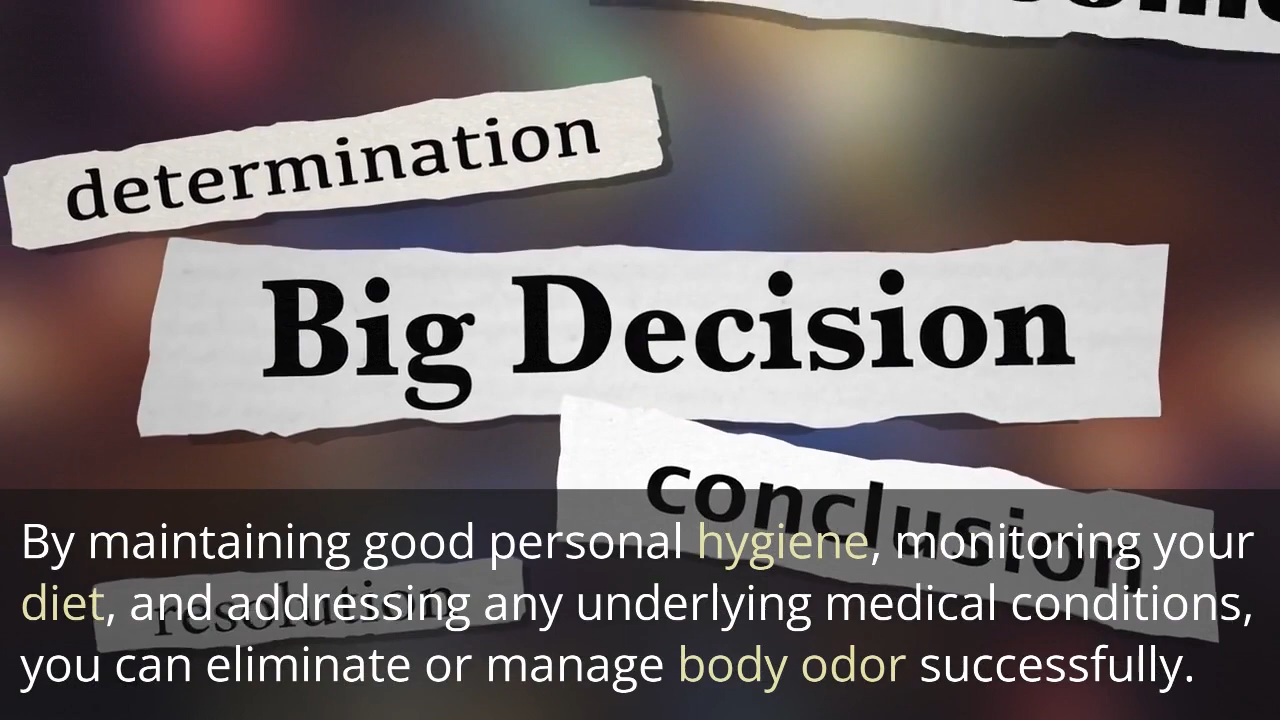 determination
Big Decision
conclusion
resolution
By maintaining good personal hygiene, monitoring your
diet, and addressing any underlying medical conditions,
you can eliminate or manage body odor successfully.